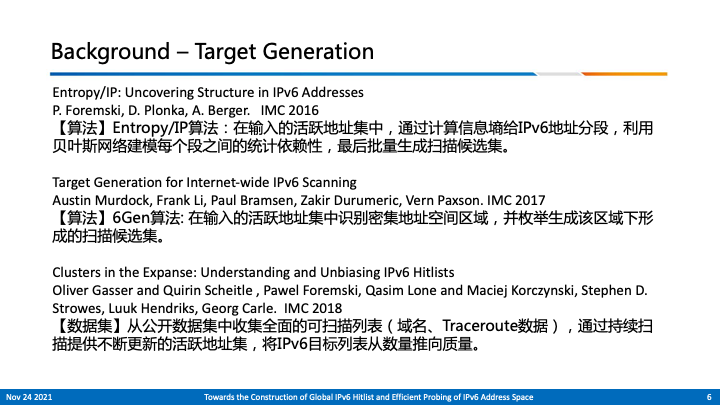 Background – Target Generation
Entropy/IP: Uncovering Structure in IPv6 Addresses
P. Foremski, D. Plonka, A. Berger.   IMC 2016
【算法】Entropy/IP算法：在输入的活跃地址集中，通过计算信息熵给IPv6地址分段，利用
贝叶斯网络建模每个段之间的统计依赖性，最后批量生成扫描候选集。
Target Generation for Internet-wide IPv6 Scanning
Austin Murdock, Frank Li, Paul Bramsen, Zakir Durumeric, Vern Paxson. IMC 2017
【算法】6Gen算法: 在输入的活跃地址集中识别密集地址空间区域，并枚举生成该区域下形
成的扫描候选集。
Clusters in the Expanse: Understanding and Unbiasing IPv6 Hitlists
Oliver Gasser and Quirin Scheitle , Pawel Foremski, Qasim Lone and Maciej Korczynski, Stephen D.
Strowes, Luuk Hendriks, Georg Carle.  IMC 2018
【数据集】从公开数据集中收集全面的可扫描列表（域名、Traceroute数据），通过持续扫
描提供不断更新的活跃地址集，将IPv6目标列表从数量推向质量。
Nov 24 2021
Towards the Construction of Global IPv6 Hitlist and Efficient Probing of IPv6 Address Space
6